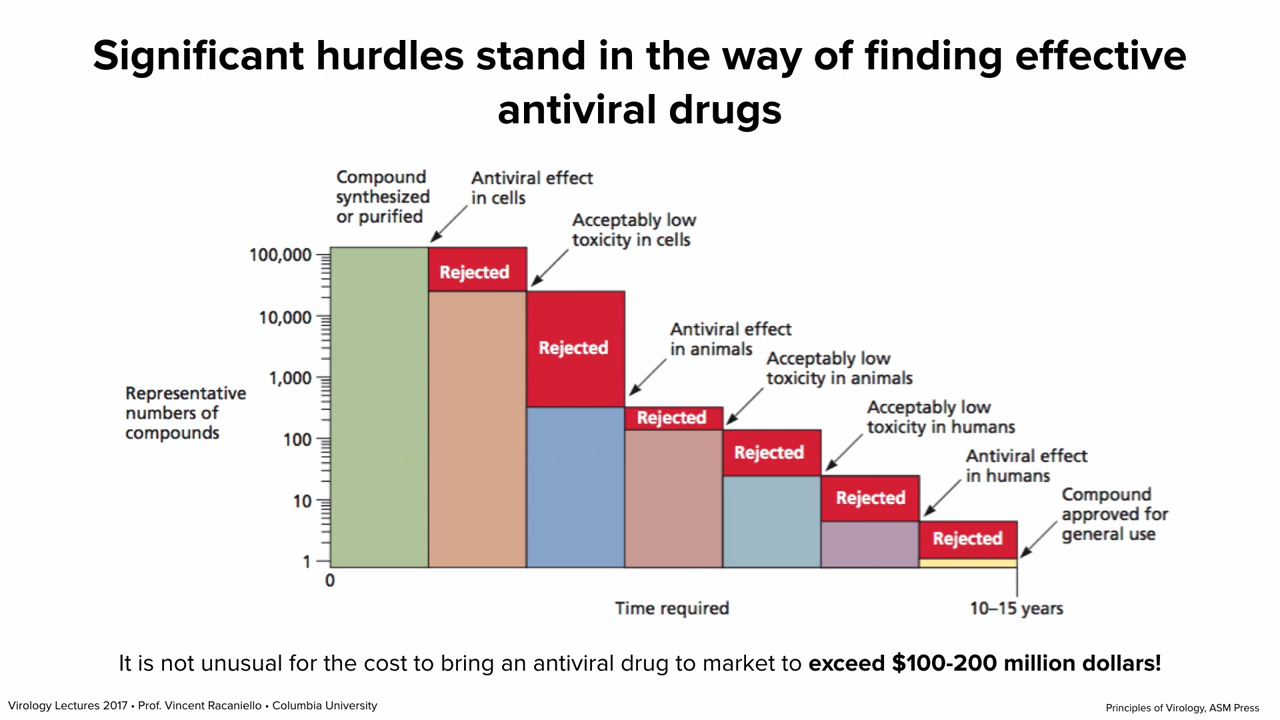 Significant hurdles stand in the way of finding effective
antiviral drugs
Compound
synthesized
or purified
Antiviral effect
in cells
Acceptably low
toxicity in cells
Antiviral effect
in animals
Acceptably low
toxicity in animals
Acceptably low
toxicity in humans
Antiviral effect
in humans
Compound
approved for
general use
Representative
numbers of
compounds
100,000
10,000
1,000
100
10
1
Rejected
Rejected
Rejected
Rejected
Rejected
Rejected
0
Time required
10–15 years
It is not unusual for the cost to bring an antiviral drug to market to exceed $100-200 million dollars!
Virology Lectures 2017 • Prof. Vincent Racaniello • Columbia University
Principles of Virology, ASM Press